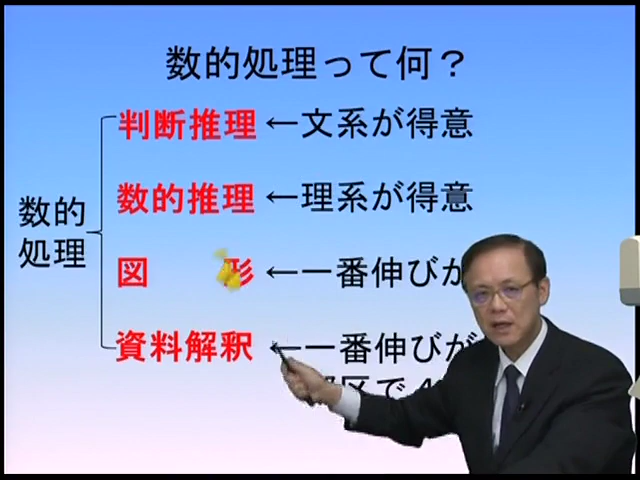 数的処理って何？
判断推理←文系が得意
数的推理←理系が得意
数的
処理
図 形←一番伸びが
資料解釈←一番伸びが